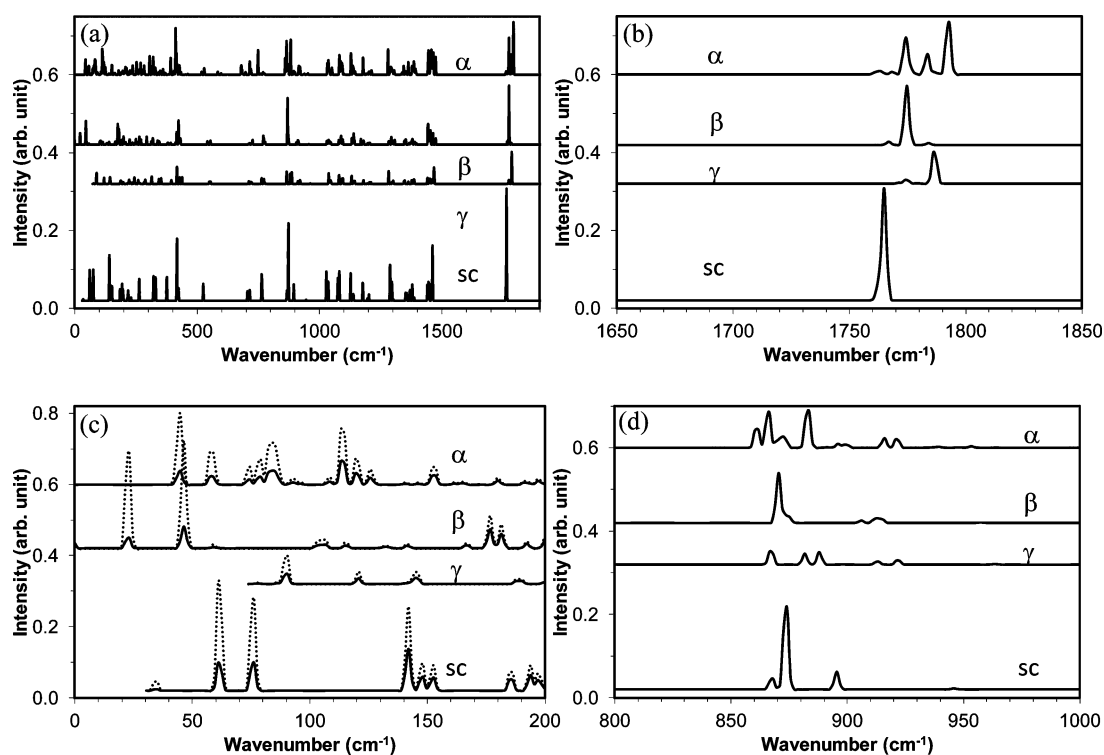 (a)
α
β
γ
sc
0.6
0.4
0.2
0.0
Intensity (arb. unit)
0
500
1000
1500
Wavenumber (cm⁻¹)
(b)
α
β
γ
sc
0.6
0.4
0.2
0.0
Intensity (arb. unit)
1650
1700
1750
1800
1850
Wavenumber (cm⁻¹)
(c)
α
β
γ
sc
0.8
0.6
0.4
0.2
0.0
Intensity (arb. unit)
0
50
100
150
200
Wavenumber (cm⁻¹)
(d)
α
β
γ
sc
0.6
0.4
0.2
0.0
Intensity (arb. unit)
800
850
900
950
1000
Wavenumber (cm⁻¹)